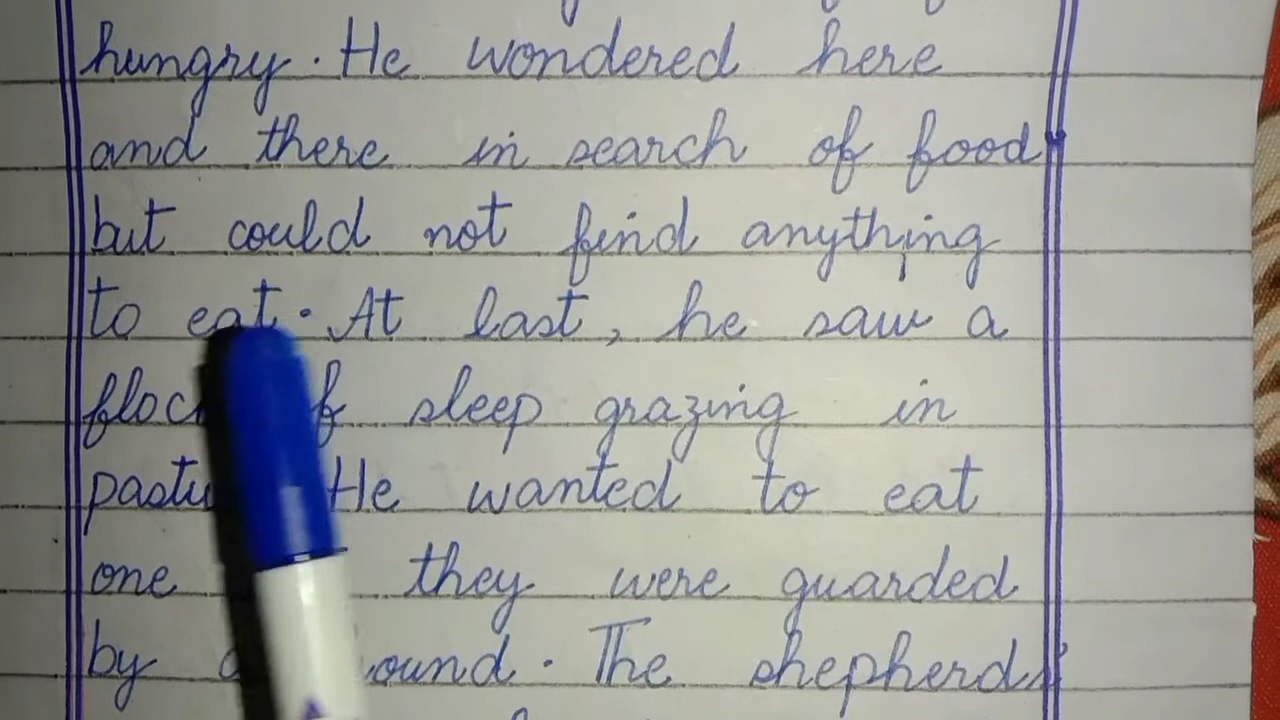 hungry. He wondered here
and there in search of food
but could not find anything
to eat. At last, he saw a
sleep grazing in
He wanted to eat
one they were guarded
by The shepherds